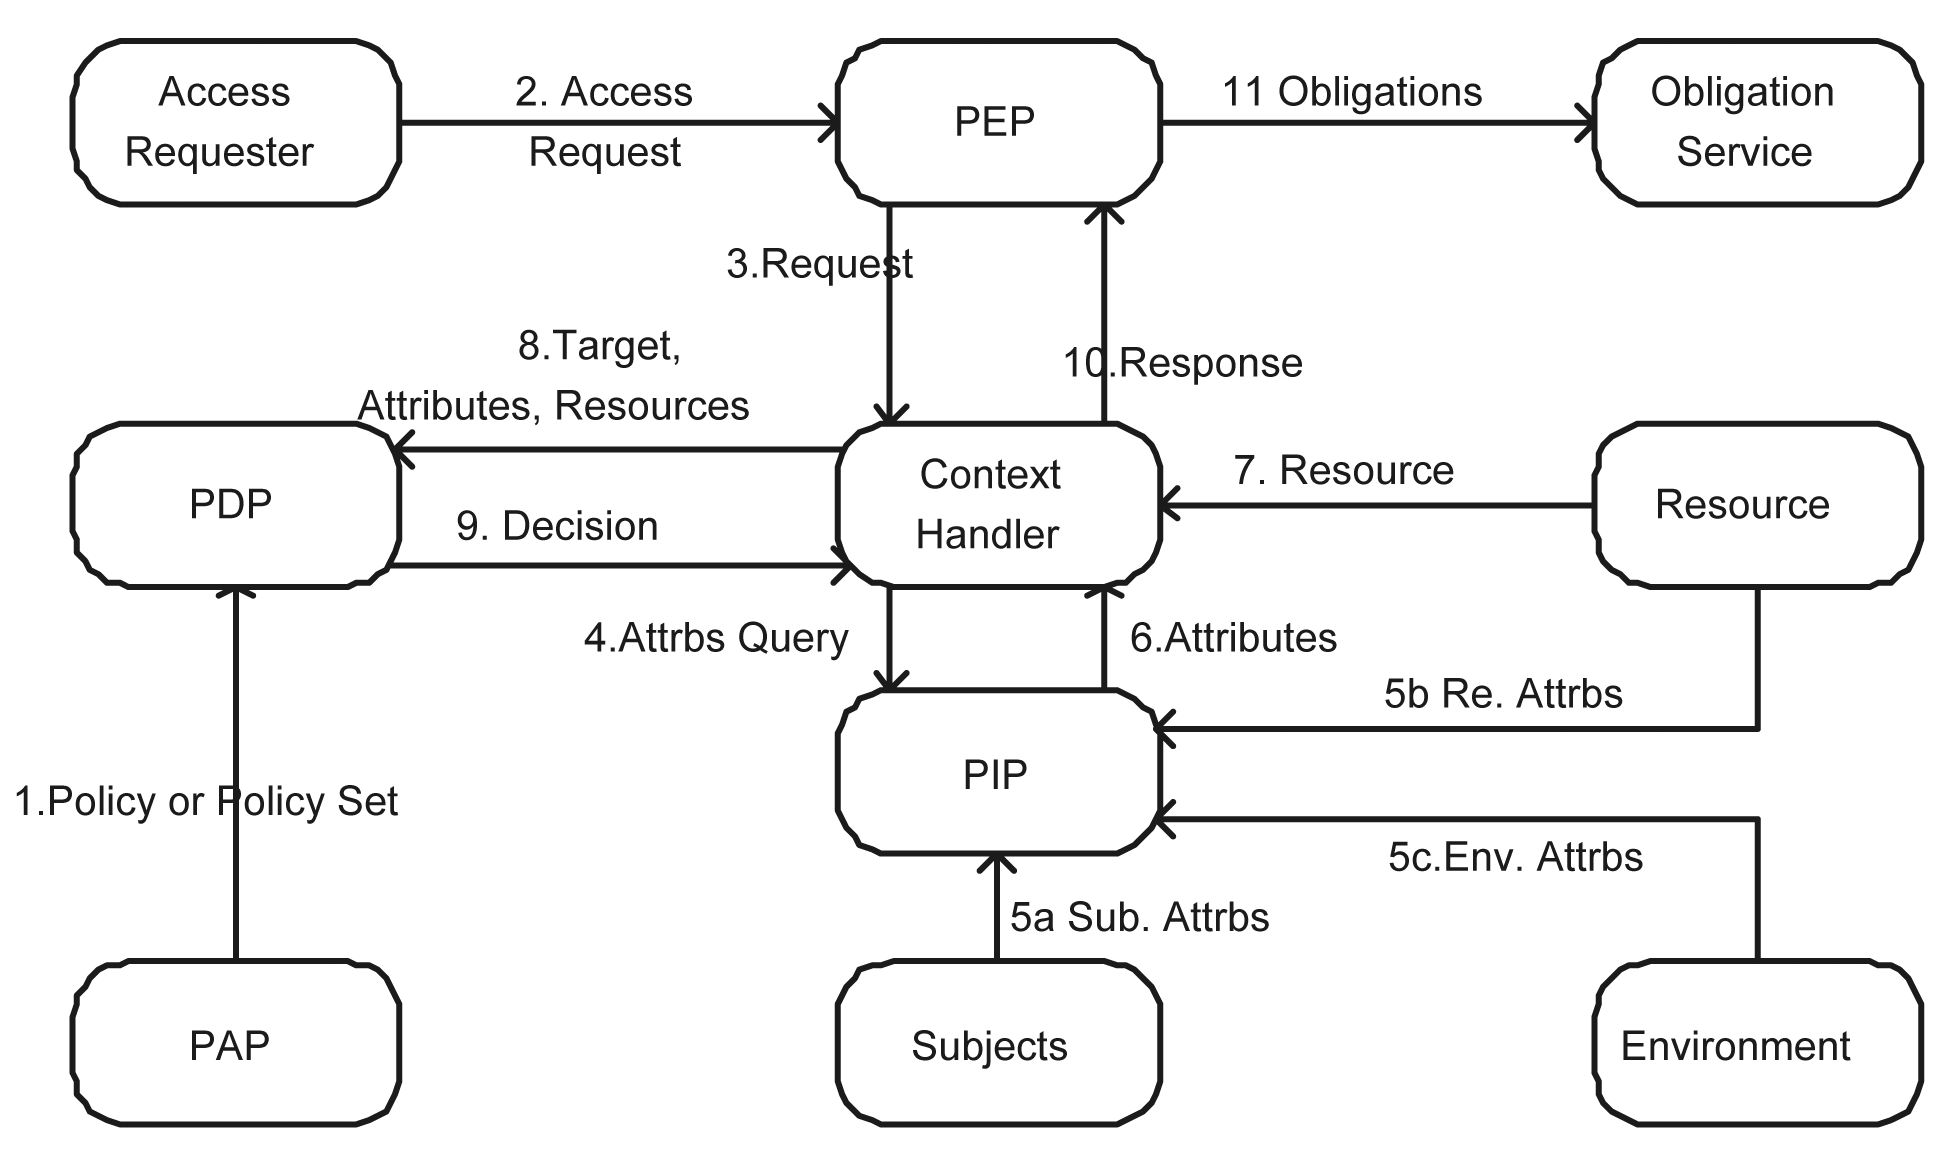 Access
Requester
2. Access
Request
PEP
11 Obligations
Obligation
Service
3.Request
8.Target,
Attributes, Resources
10.Response
PDP
9. Decision
Context
Handler
7. Resource
Resource
4.Attrbs Query
6.Attributes
5b Re. Attrbs
PIP
1.Policy or Policy Set
5c.Env. Attrbs
5a Sub. Attrbs
PAP
Subjects
Environment